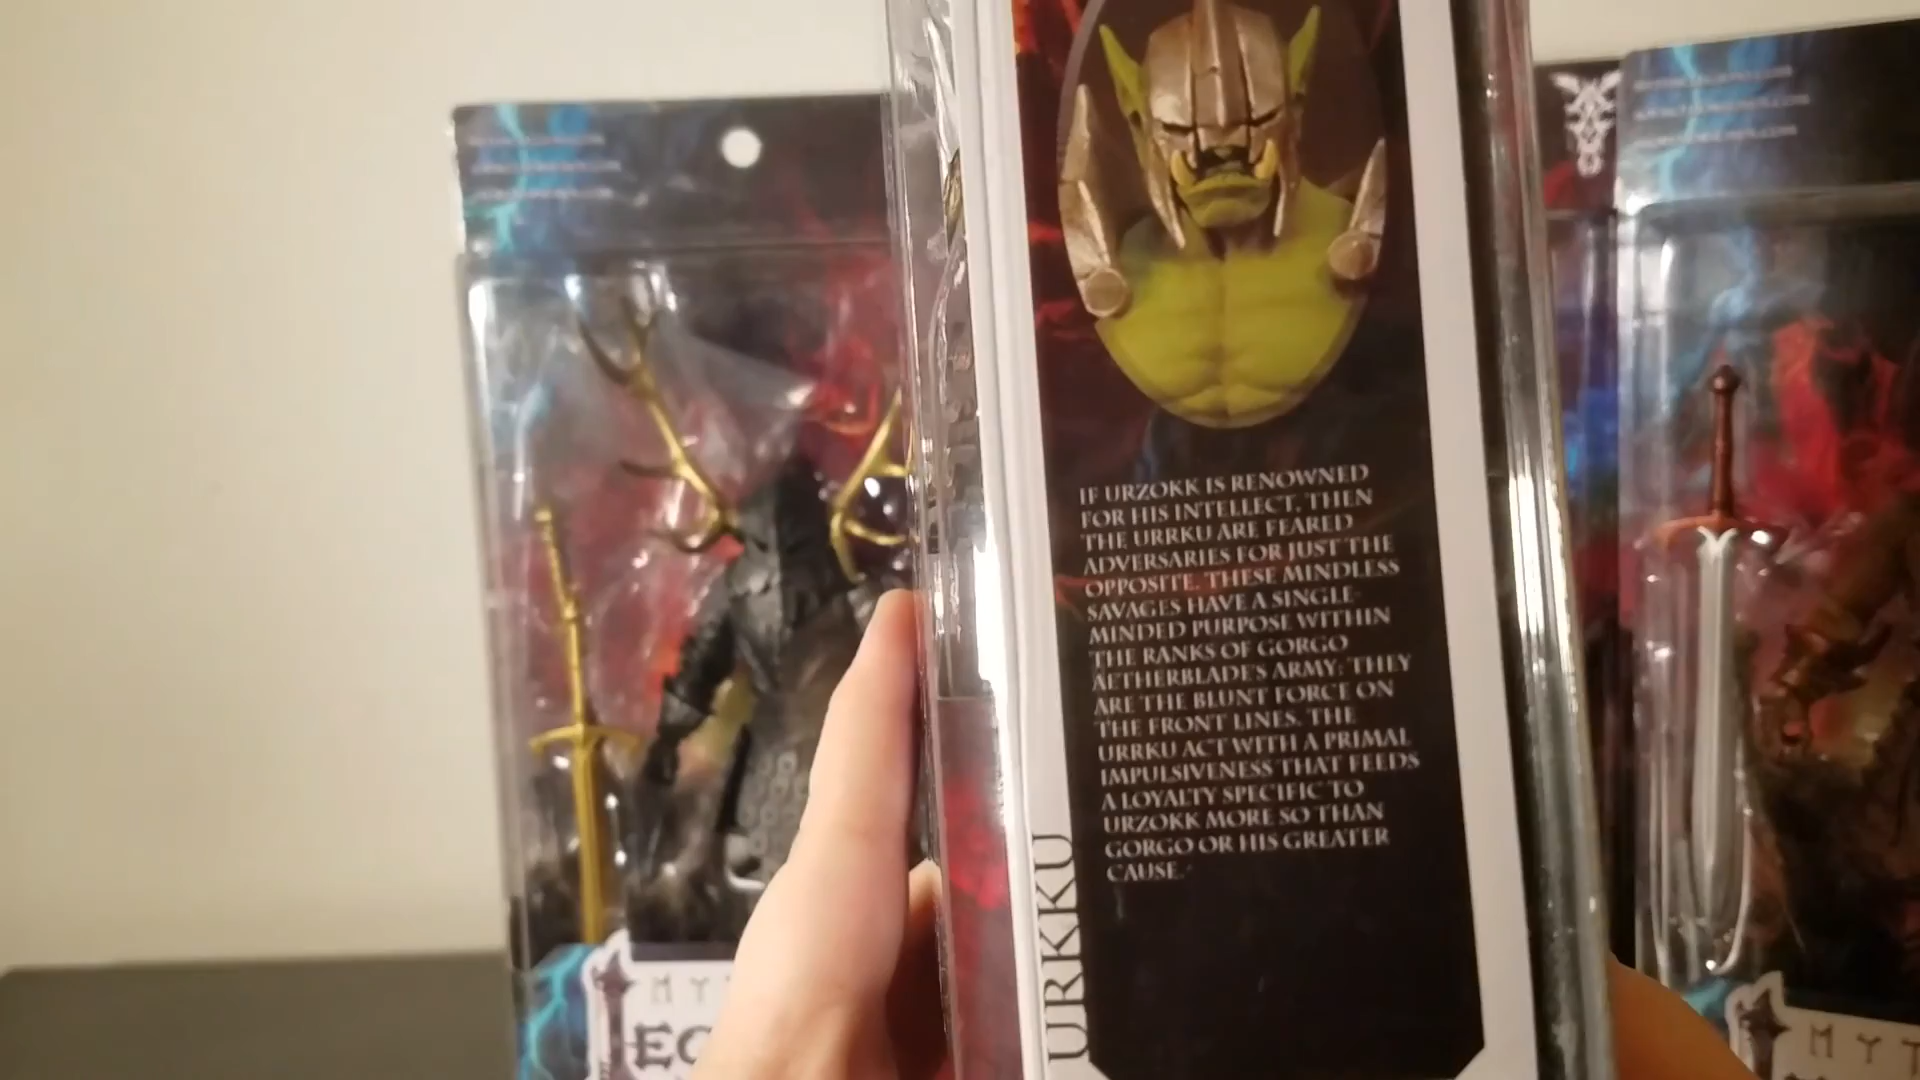 IF URZOKK IS RENOWNED
FOR HIS INTELLECT, THEN
THE URRKU ARE FEARED
ADVERSARIES FOR JUST THE
OPPOSITE. THESE MINDLESS
SAVAGES HAVE A SINGLE-
MINDED PURPOSE WITHIN
THE RANKS OF GORGO
AETHERBLADE'S ARMY: THEY
ARE THE BLUNT FORCE ON
THE FRONT LINES. THE
URRKU ACT WITH A PRIMAL
IMPULSIVENESS THAT FEEDS
A LOYALTY SPECIFIC TO
URZOKK MORE SO THAN
GORGO OR HIS GREATER
CAUSE.
URRKU
MYT
EG
MYT